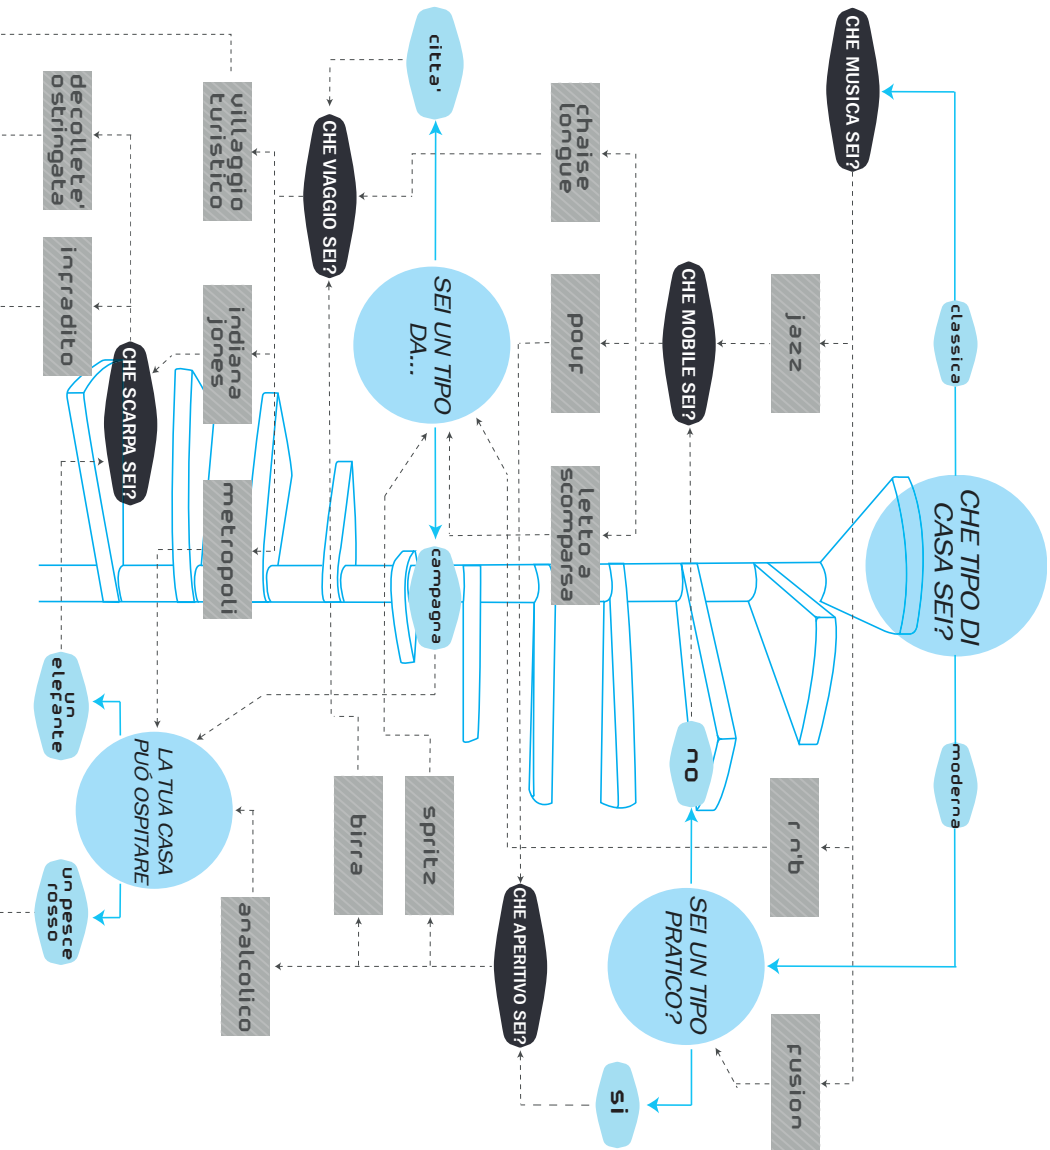 CHE TIPO DI
CASA SEI?
classica
moderna
CHE MUSICA SEI?
jazz
r n'b
fusion
SEI UN TIPO
PRATICO?
no
si
CHE MOBILE SEI?
chaise
longue
pouf
letto a
scomparsa
CHE APERITIVO SEI?
SEI UN TIPO
DA...
citta'
campagna
spritz
birra
analcolico
CHE VIAGGIO SEI?
villaggio
turistico
indiana
jones
metropoli
LA TUA CASA
PUÓ OSPITARE
un
elefante
un pesce
rosso
CHE SCARPA SEI?
decollete'
o stringata
infradito